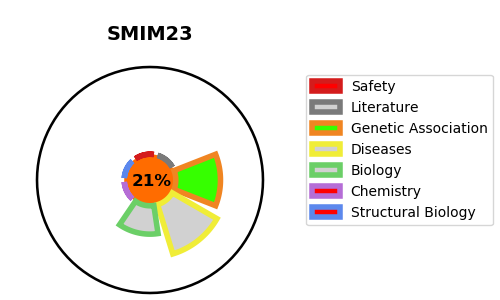 SMIM23
21%
Safety
Literature
Genetic Association
Diseases
Biology
Chemistry
Structural Biology